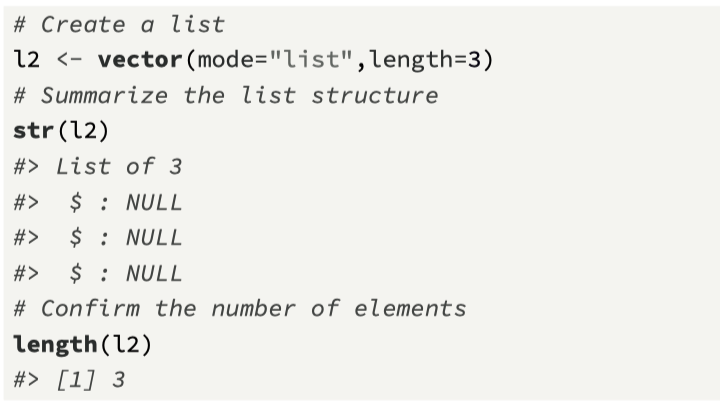 # Create a list
l2 <- vector(mode="list",length=3)
# Summarize the list structure
str(l2)
#> List of 3
#>  $ : NULL
#>  $ : NULL
#>  $ : NULL
# Confirm the number of elements
length(l2)
#> [1] 3